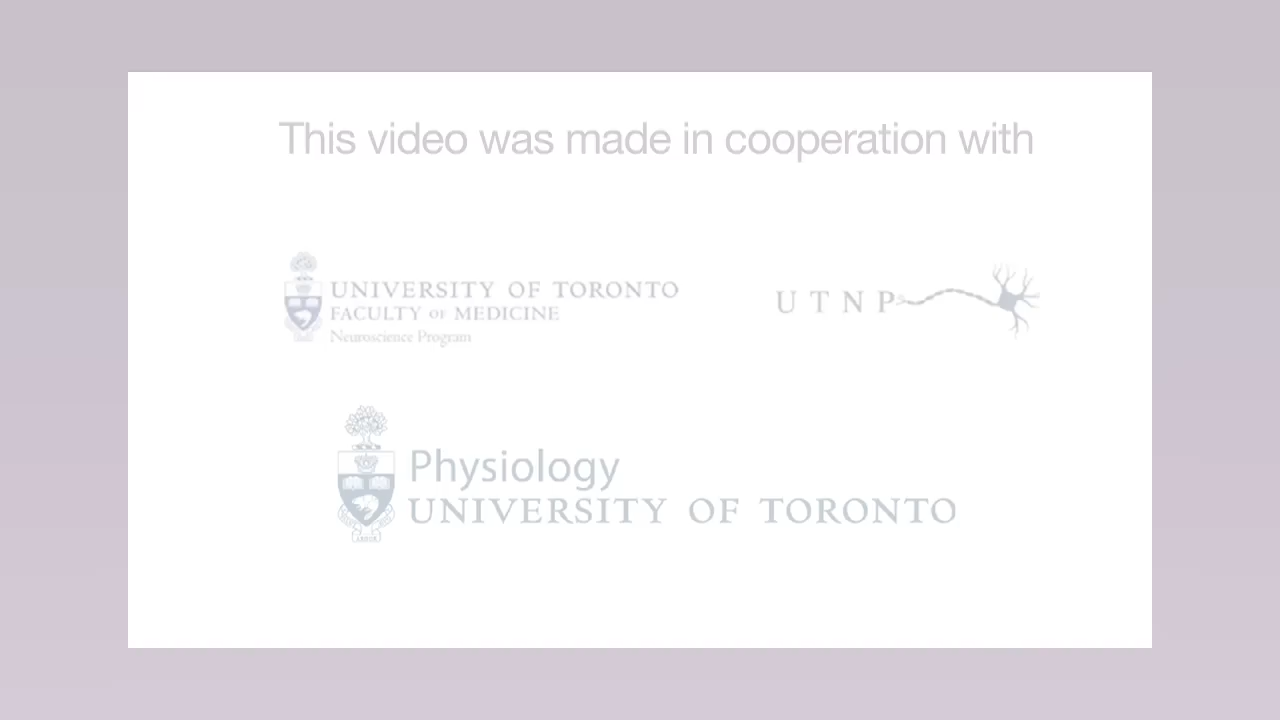 This video was made in cooperation with
UNIVERSITY OF TORONTO
FACULTY OF MEDICINE
Neuroscience Program
UTNP
Physiology
UNIVERSITY OF TORONTO